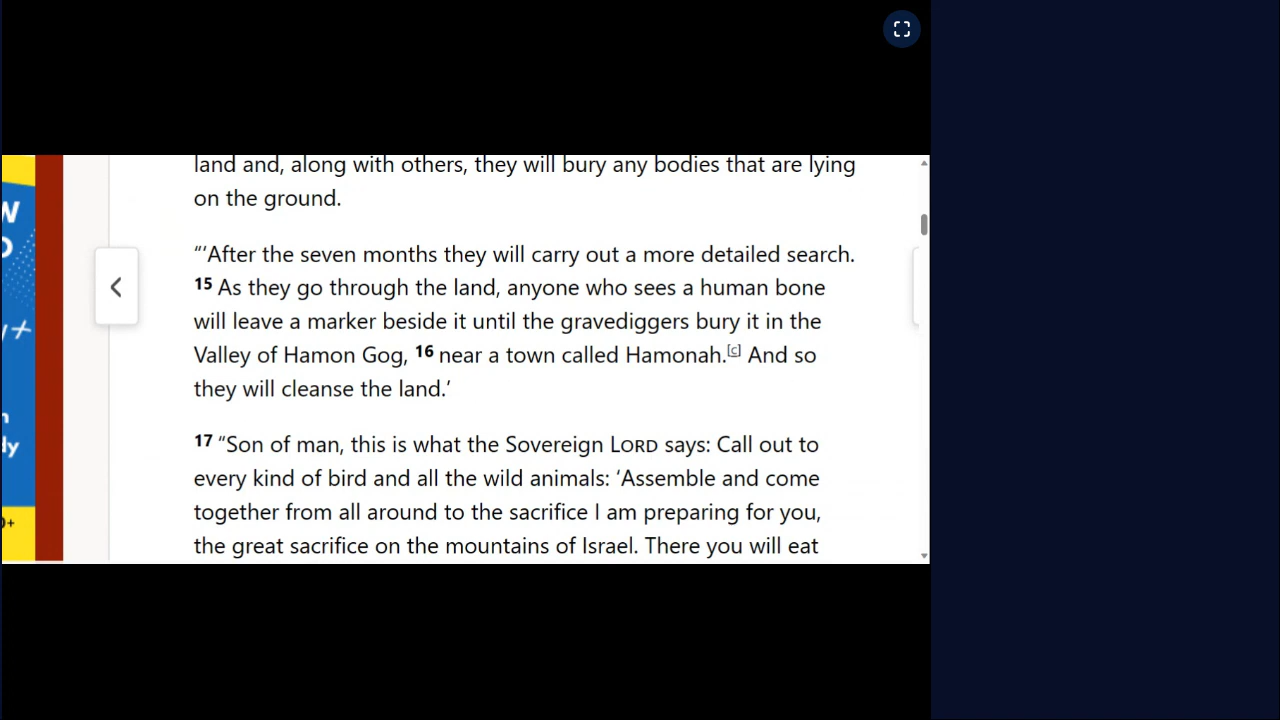 land and, along with others, they will bury any bodies that are lying
on the ground.
“‘After the seven months they will carry out a more detailed search.
15 As they go through the land, anyone who sees a human bone
will leave a marker beside it until the gravediggers bury it in the
Valley of Hamon Gog, 16 near a town called Hamonah.[c] And so
they will cleanse the land.’
17 “Son of man, this is what the Sovereign LORD says: Call out to
every kind of bird and all the wild animals: ‘Assemble and come
together from all around to the sacrifice I am preparing for you,
the great sacrifice on the mountains of Israel. There you will eat